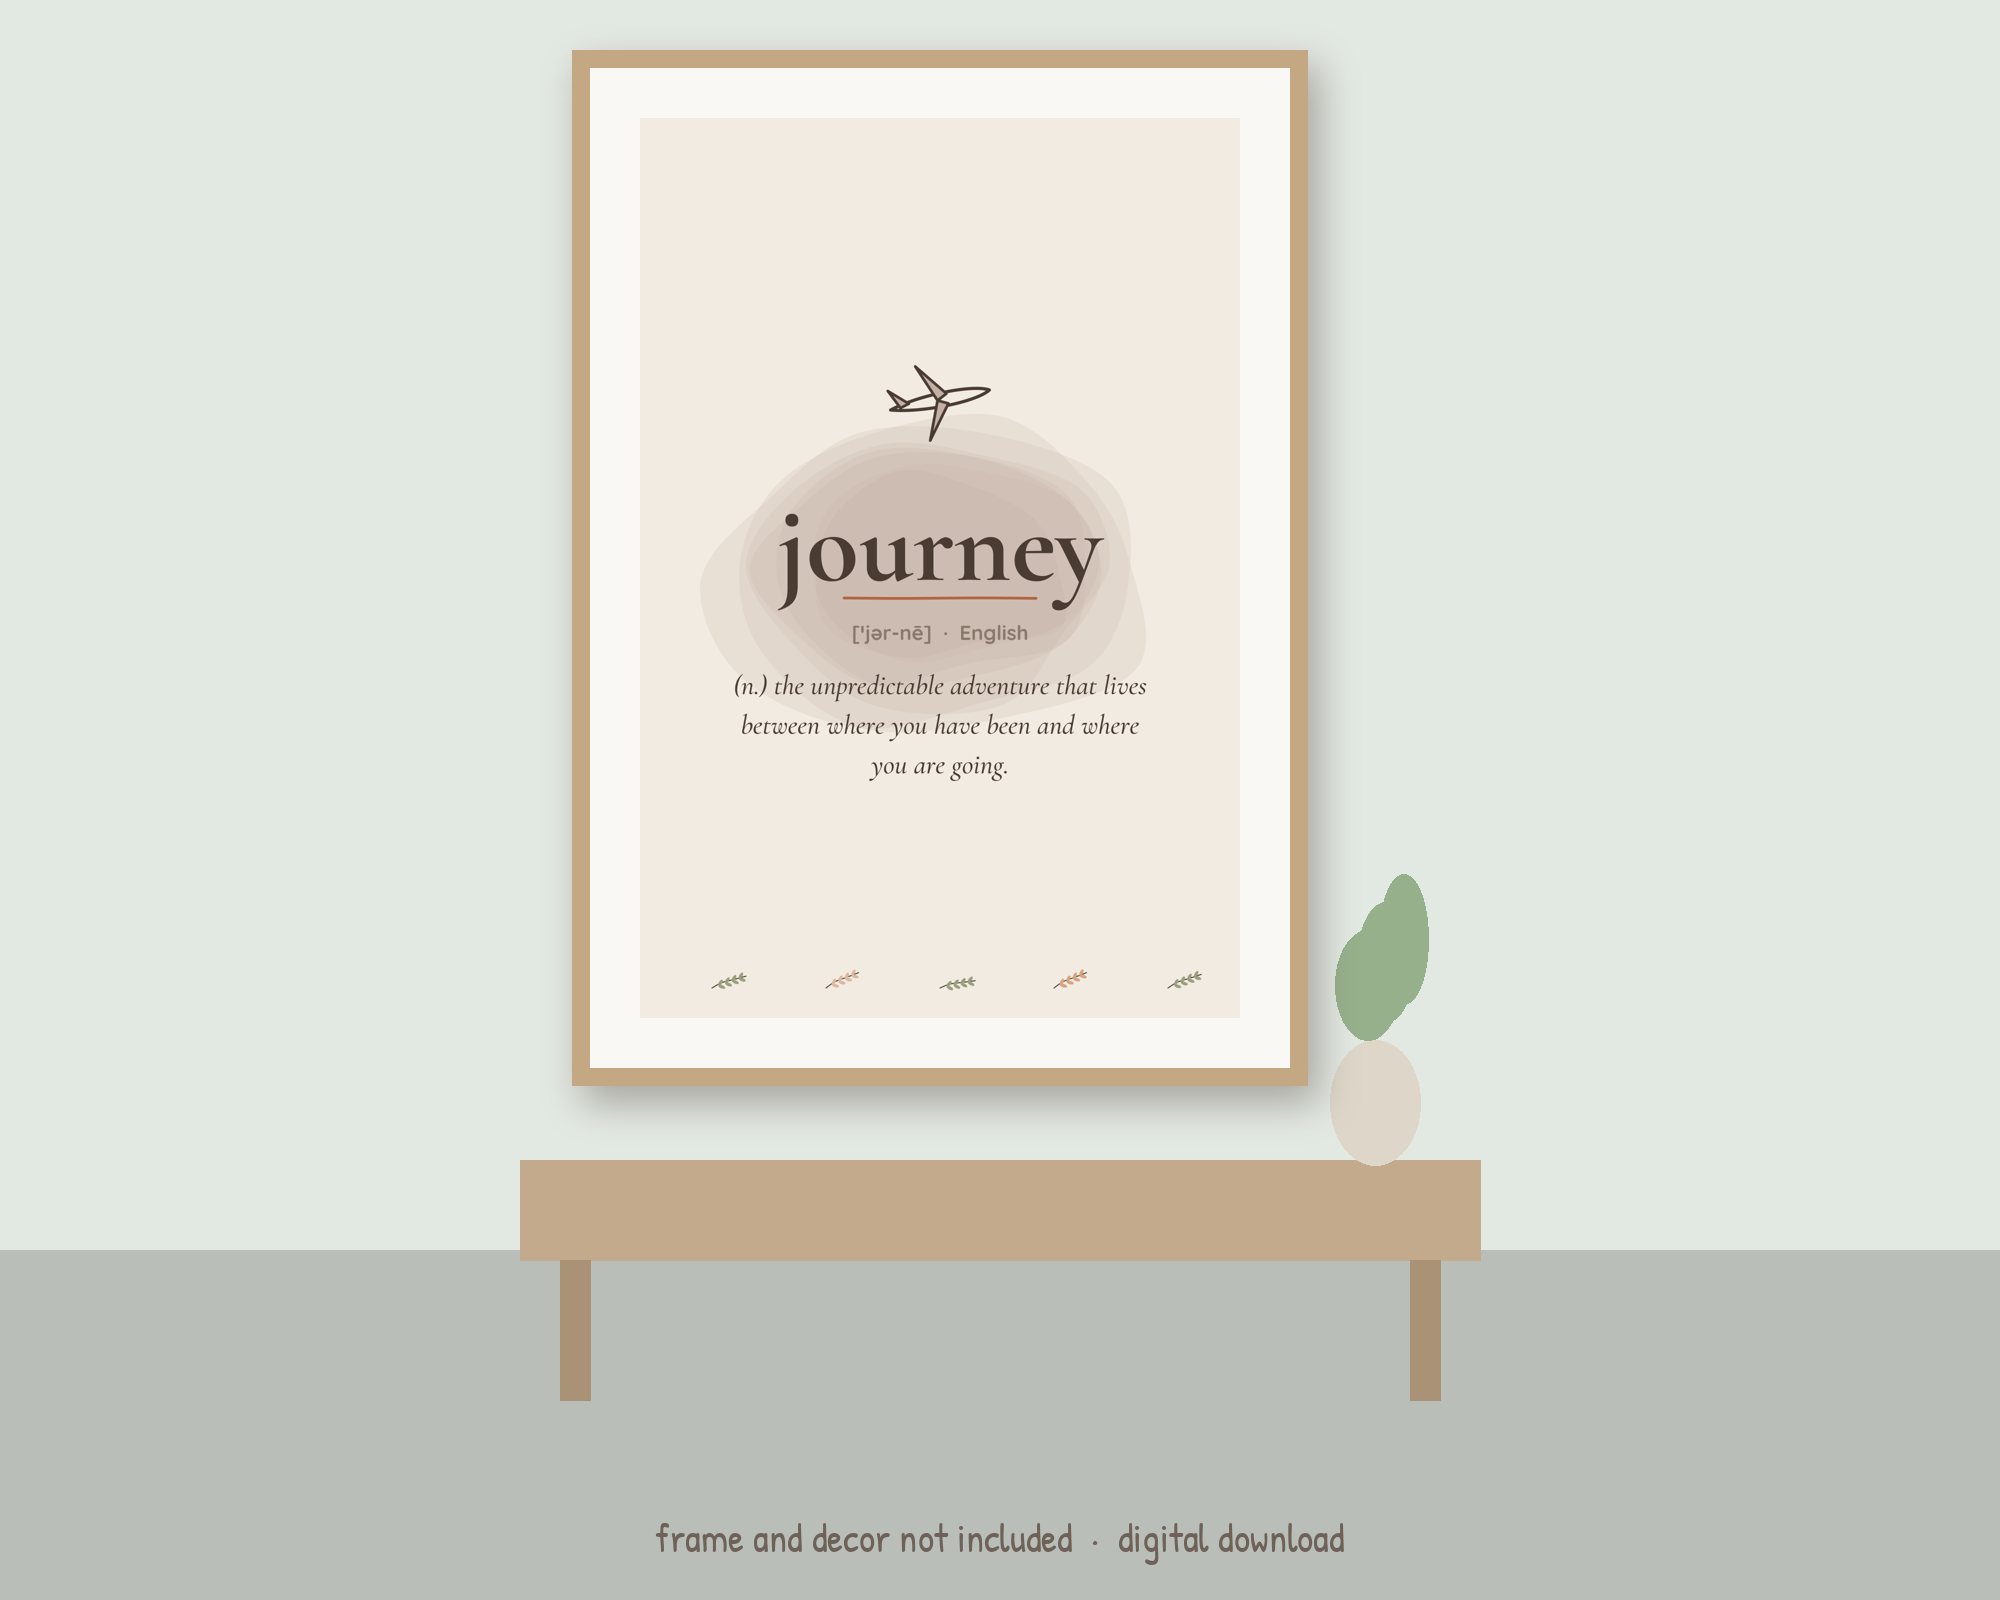 journey
['jər-nē] · English
(n.) the unpredictable adventure that lives
between where you have been and where
you are going.
frame and decor not included · digital download